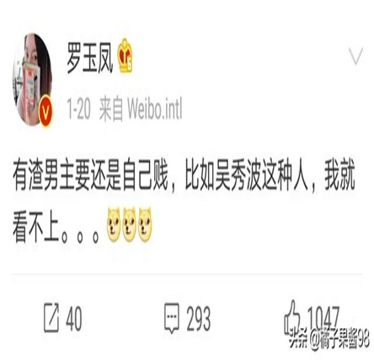 罗玉凤
1-20 来自 Weibo.intl
有渣男主要还是自己贱，比如吴秀波这种人，我就
看不上。。。
40 293 1047
头条 @橘子果酱98